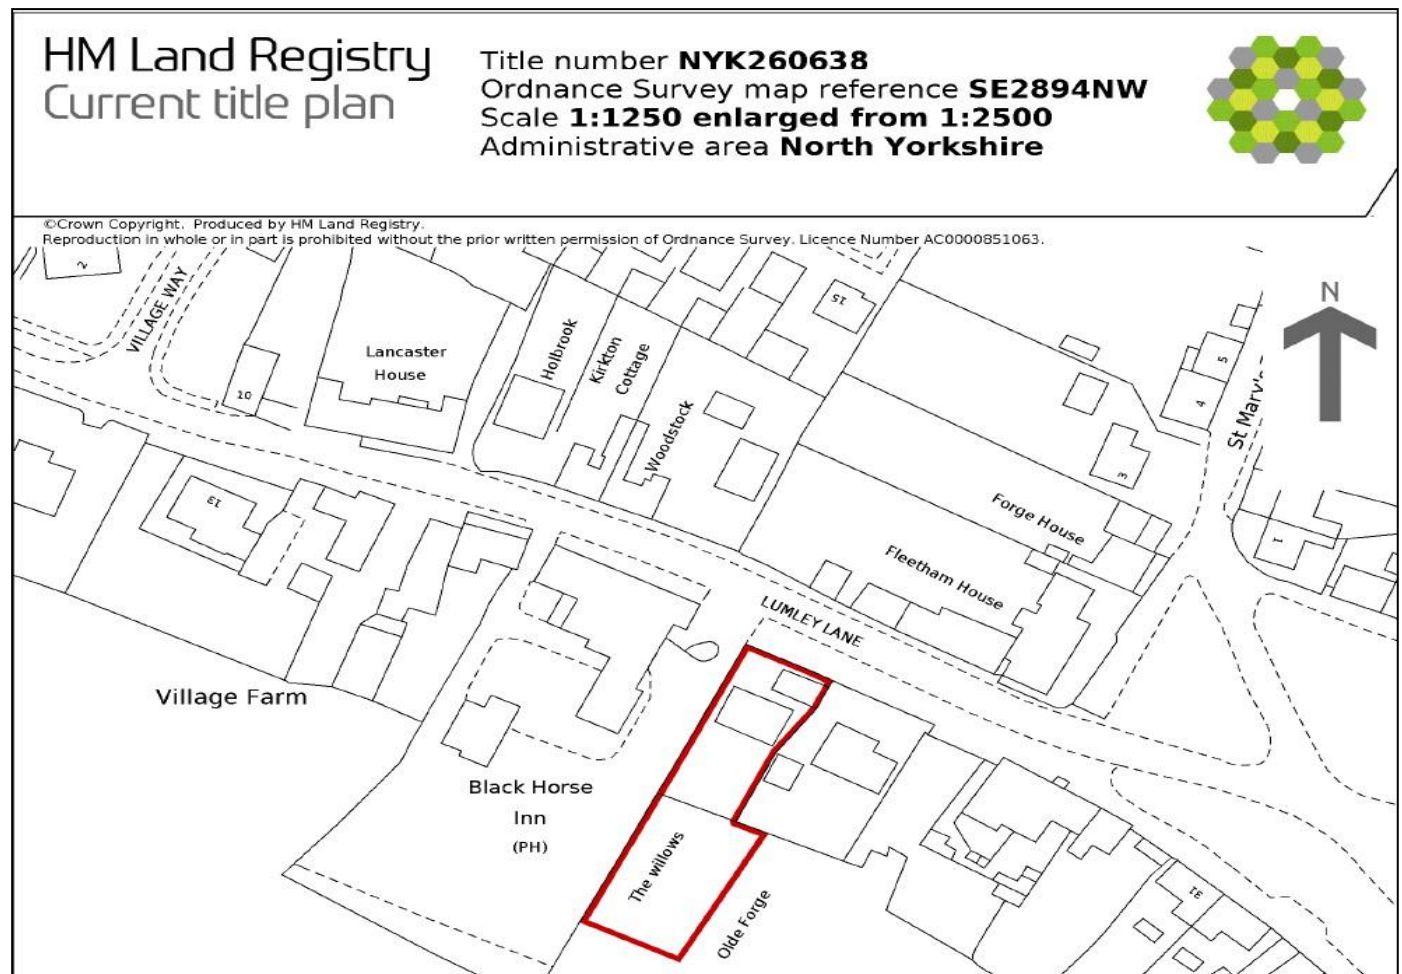 HM Land Registry
Current title plan
Title number NYK260638
Ordnance Survey map reference SE2894NW
Scale 1:1250 enlarged from 1:2500
Administrative area North Yorkshire
©Crown Copyright. Produced by HM Land Registry.
Reproduction in whole or in part is prohibited without the prior written permission of Ordnance Survey. Licence Number AC0000851063.
2
VILLAGE WAY
10
Lancaster
House
Holbrook
Kirkton
Cottage
Woodstock
15
N
5
4
3
St Mary's
1
13
Forge House
Fleetham House
LUMLEY LANE
Village Farm
Black Horse
Inn
(PH)
The willows
Olde Forge
31